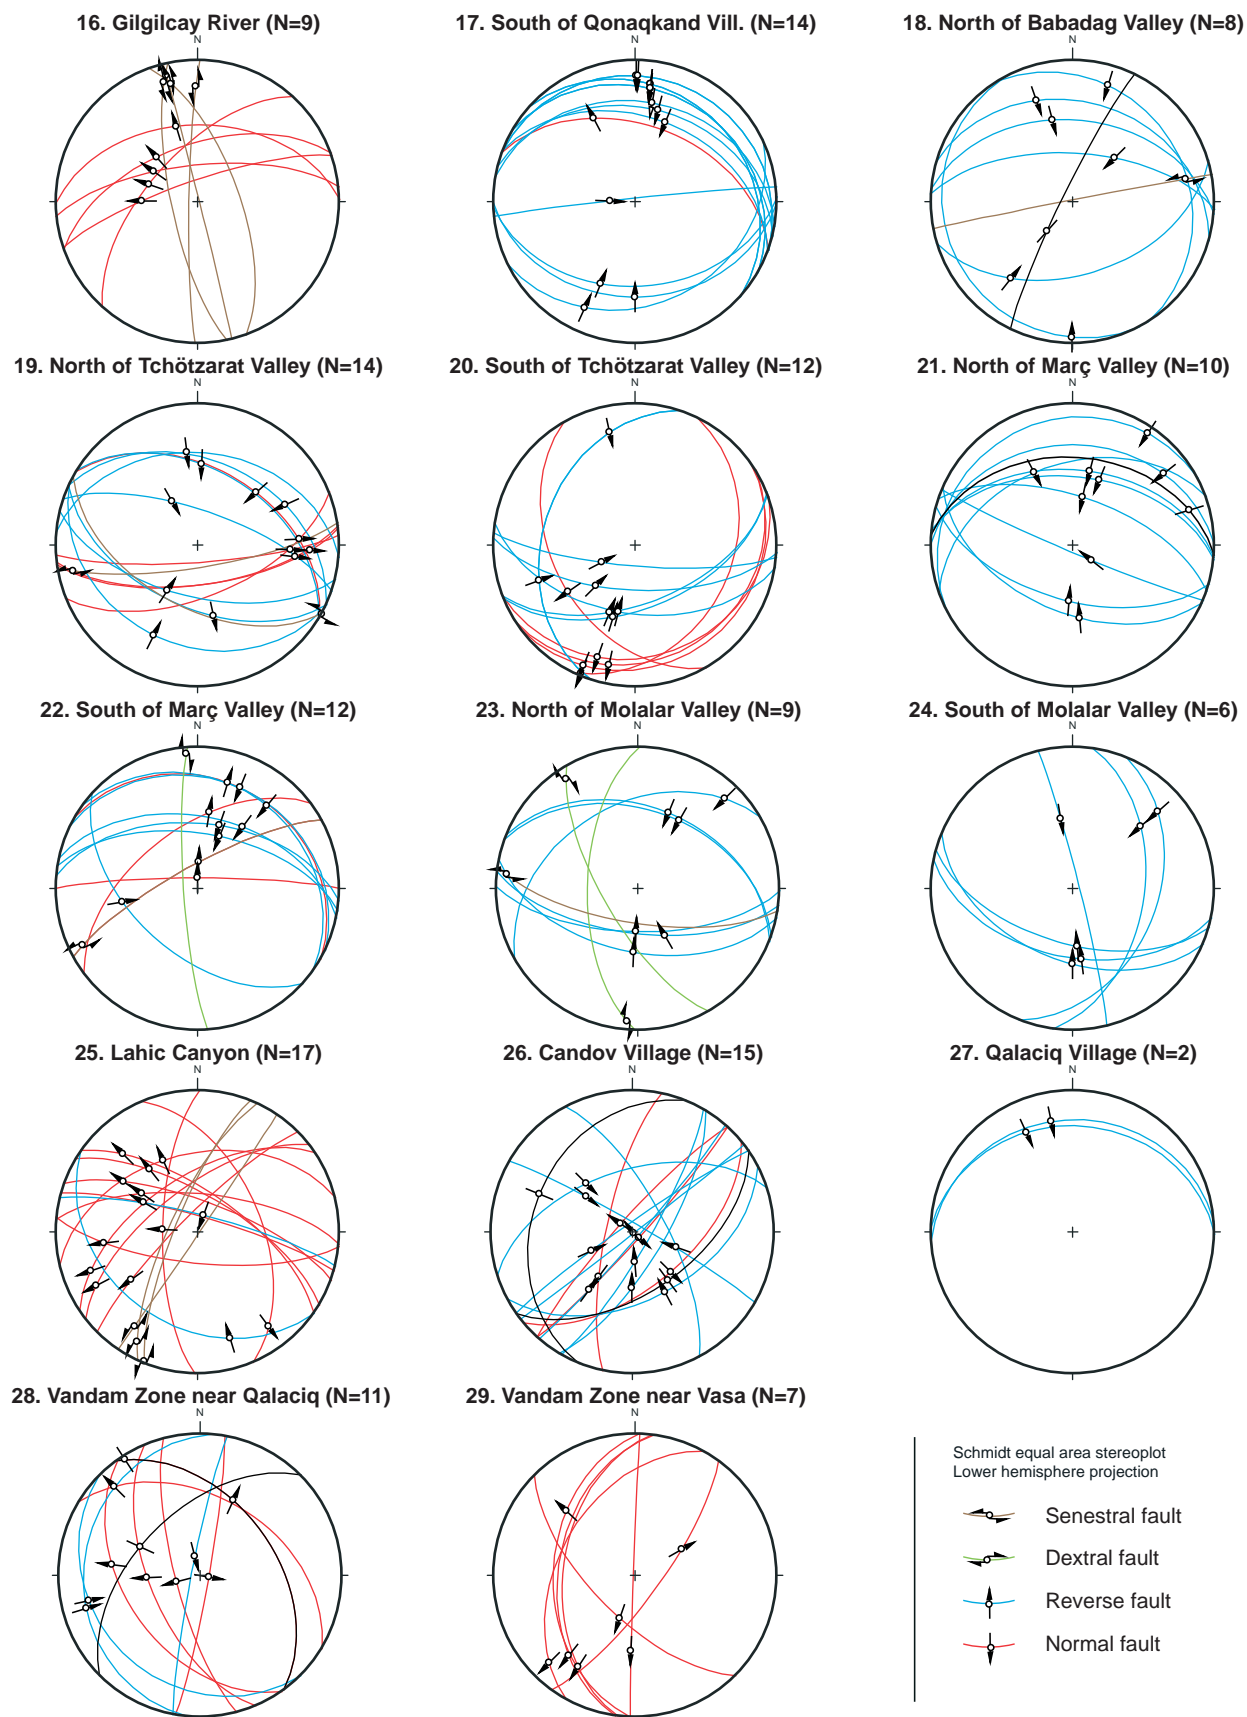 16. Gilgilcay River (N=9)
17. South of Qonaqkand Vill. (N=14)
18. North of Babadag Valley (N=8)
N
N
N
19. North of Tchötzarat Valley (N=14)
20. South of Tchötzarat Valley (N=12)
21. North of Març Valley (N=10)
N
N
N
22. South of Març Valley (N=12)
23. North of Molalar Valley (N=9)
24. South of Molalar Valley (N=6)
N
N
N
25. Lahic Canyon (N=17)
26. Candov Village (N=15)
27. Qalaciq Village (N=2)
N
N
N
28. Vandam Zone near Qalaciq (N=11)
29. Vandam Zone near Vasa (N=7)
N
N
Schmidt equal area stereoplot
Lower hemisphere projection
Senestral fault
Dextral fault
Reverse fault
Normal fault